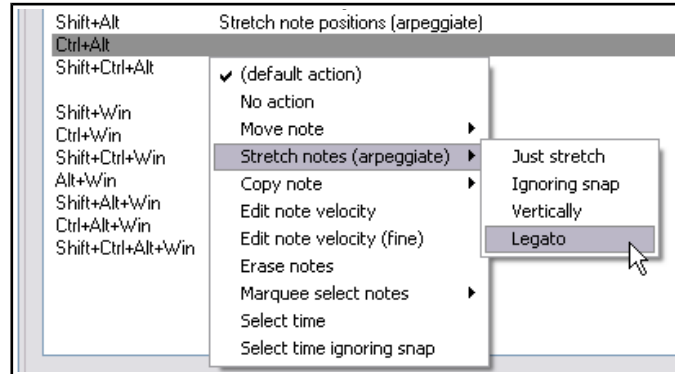 Shift+Alt Stretch note positions (arpeggiate)
Ctrl+Alt
Shift+Ctrl+Alt
Shift+Win
Ctrl+Win
Shift+Ctrl+Win
Alt+Win
Shift+Alt+Win
Ctrl+Alt+Win
Shift+Ctrl+Alt+Win
(default action)
No action
Move note
Stretch notes (arpeggiate)
Copy note
Edit note velocity
Edit note velocity (fine)
Erase notes
Marquee select notes
Select time
Select time ignoring snap
Just stretch
Ignoring snap
Vertically
Legato